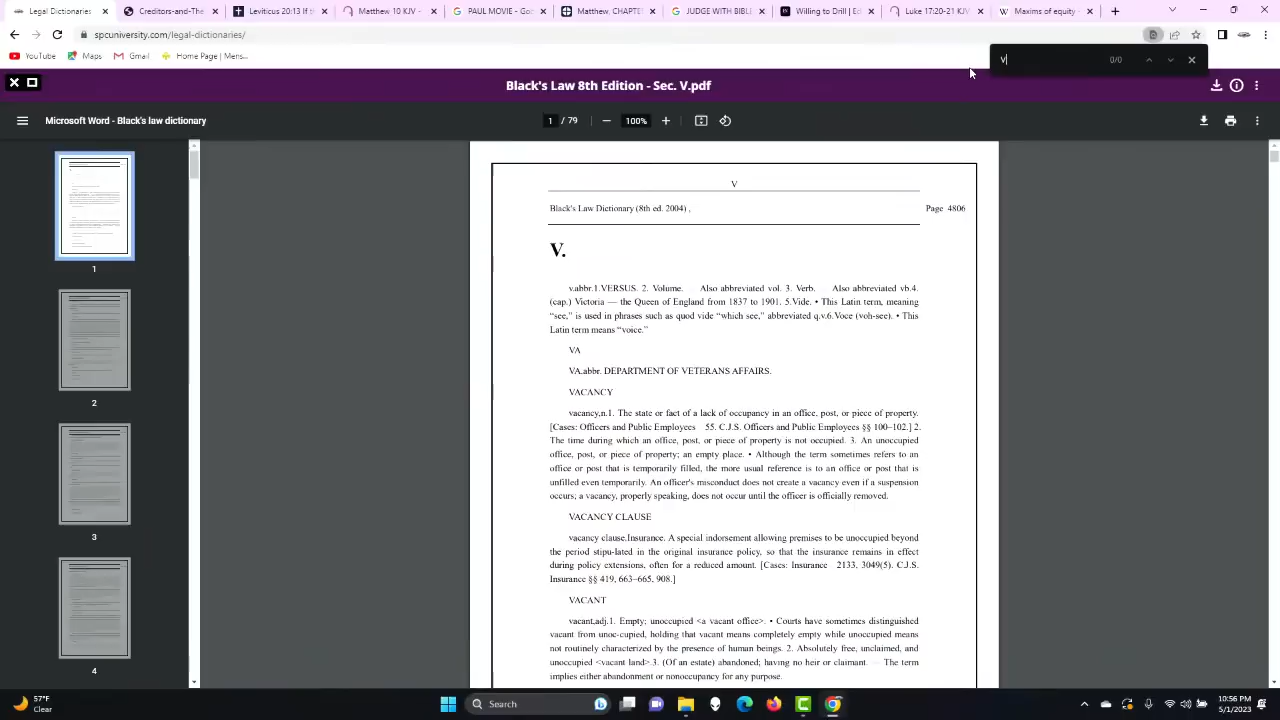 Legal Dictionaries
Creditors-and-The
Leviticus 20:13 If t
Matthew 10 KJV -
PAUL MOVIE - Go
Matthew, CHAPTE
JUDGE WITH BIBLE
Willing to Drill | Ed
Luke 17:20-21 KJV
Maxims of equity
spcuniversity.com/legal-dictionaries/
YouTube
Maps
Gmail
Home Page | Mens...
V
0/0
Black's Law 8th Edition - Sec. V.pdf
Microsoft Word - Black's law dictionary
1 / 79
100%
V
Black's Law Dictionary (8th ed. 2004) ,
Page 4806
V.
v.abbr.1.VERSUS. 2. Volume. Also abbreviated vol. 3. Verb. Also abbreviated vb.4.
(cap.) Victoria — the Queen of England from 1837 to 1901. 5.Vide. • This Latin term, meaning
“see,” is used in phrases such as quod vide “which see,” abbreviated q.v.6.Voce (voh-see). • This
Latin term means “voice.”
VA
VA.abbr. DEPARTMENT OF VETERANS AFFAIRS.
VACANCY
vacancy,n.1. The state or fact of a lack of occupancy in an office, post, or piece of property.
[Cases: Officers and Public Employees 55. C.J.S. Officers and Public Employees §§ 100–102.] 2.
The time during which an office, post, or piece of property is not occupied. 3. An unoccupied
office, post, or piece of property; an empty place. • Although the term sometimes refers to an
office or post that is temporarily filled, the more usual reference is to an office or post that is
unfilled even temporarily. An officer's misconduct does not create a vacancy even if a suspension
occurs; a vacancy, properly speaking, does not occur until the officer is officially removed.
VACANCY CLAUSE
vacancy clause.Insurance. A special indorsement allowing premises to be unoccupied beyond
the period stipu-lated in the original insurance policy, so that the insurance remains in effect
during policy extensions, often for a reduced amount. [Cases: Insurance 2133, 3049(5). C.J.S.
Insurance §§ 419, 663–665, 908.]
VACANT
vacant,adj.1. Empty; unoccupied <a vacant office>. • Courts have sometimes distinguished
vacant from unoc-cupied, holding that vacant means completely empty while unoccupied means
not routinely characterized by the presence of human beings. 2. Absolutely free, unclaimed, and
unoccupied <vacant land>.3. (Of an estate) abandoned; having no heir or claimant. — The term
implies either abandonment or nonoccupancy for any purpose.
1
2
3
4
57°F
Clear
Search
10:56 PM
5/1/2023